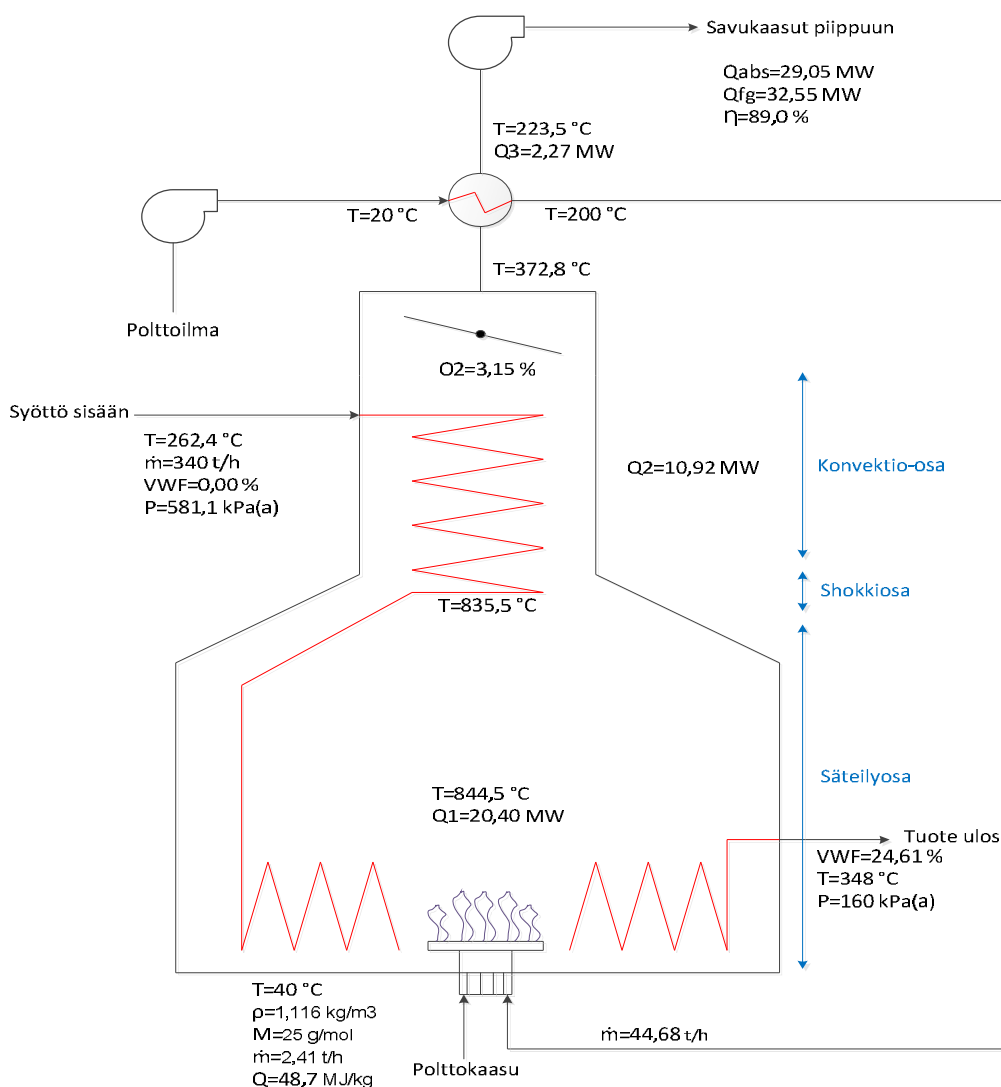 Savukaasut piippuun
Qabs=29,05 MW
Qfg=32,55 MW
η=89,0 %
T=223,5 °C
Q3=2,27 MW
T=20 °C
T=200 °C
T=372,8 °C
Polttoilma
O2=3,15 %
Syöttö sisään
T=262,4 °C
ṁ=340 t/h
VWF=0,00 %
P=581,1 kPa(a)
Q2=10,92 MW
Konvektio-osa
Shokkiosa
T=835,5 °C
Säteilyosa
T=844,5 °C
Q1=20,40 MW
Tuote ulos
VWF=24,61 %
T=348 °C
P=160 kPa(a)
T=40 °C
ρ=1,116 kg/m3
M=25 g/mol
ṁ=2,41 t/h
Q=48,7 MJ/kg
Polttokaasu
ṁ=44,68 t/h